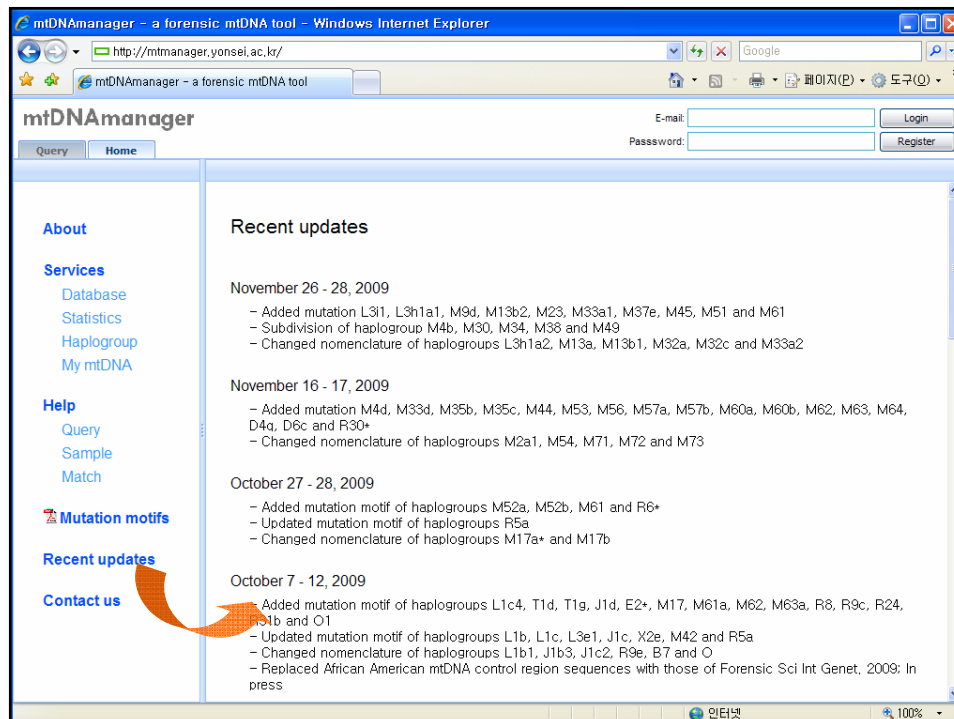 mtDNAmanager - a forensic mtDNA tool - Windows Internet Explorer
http://mtmanager.yonsei.ac.kr/
Google
mtDNAmanager - a forensic mtDNA tool
페이지(P)
도구(O)
mtDNAmanager
E-mail:
Login
Passsword:
Register
Query
Home
About
Services
Database
Statistics
Haplogroup
My mtDNA
Help
Query
Sample
Match
Mutation motifs
Recent updates
Contact us
Recent updates
November 26 - 28, 2009
- Added mutation L3i1, L3h1a1, M9d, M13b2, M23, M33a1, M37e, M45, M51 and M61
- Subdivision of haplogroup M4b, M30, M34, M38 and M49
- Changed nomenclature of haplogroups L3h1a2, M13a, M13b1, M32a, M32c and M33a2
November 16 - 17, 2009
- Added mutation M4d, M33d, M35b, M35c, M44, M53, M56, M57a, M57b, M60a, M60b, M62, M63, M64,
D4q, D6c and R30*
- Changed nomenclature of haplogroups M2a1, M54, M71, M72 and M73
October 27 - 28, 2009
- Added mutation motif of haplogroups M52a, M52b, M61 and R6*
- Updated mutation motif of haplogroups R5a
- Changed nomenclature of haplogroups M17a* and M17b
October 7 - 12, 2009
- Added mutation motif of haplogroups L1c4, T1d, T1g, J1d, E2*, M17, M61a, M62, M63a, R8, R9c, R24,
and O1
- Updated mutation motif of haplogroups L1b, L1c, L3e1, J1c, X2e, M42 and R5a
- Changed nomenclature of haplogroups L1b1, J1b3, J1c2, R9e, B7 and O
- Replaced African American mtDNA control region sequences with those of Forensic Sci Int Genet, 2009; In
press
인터넷
100%